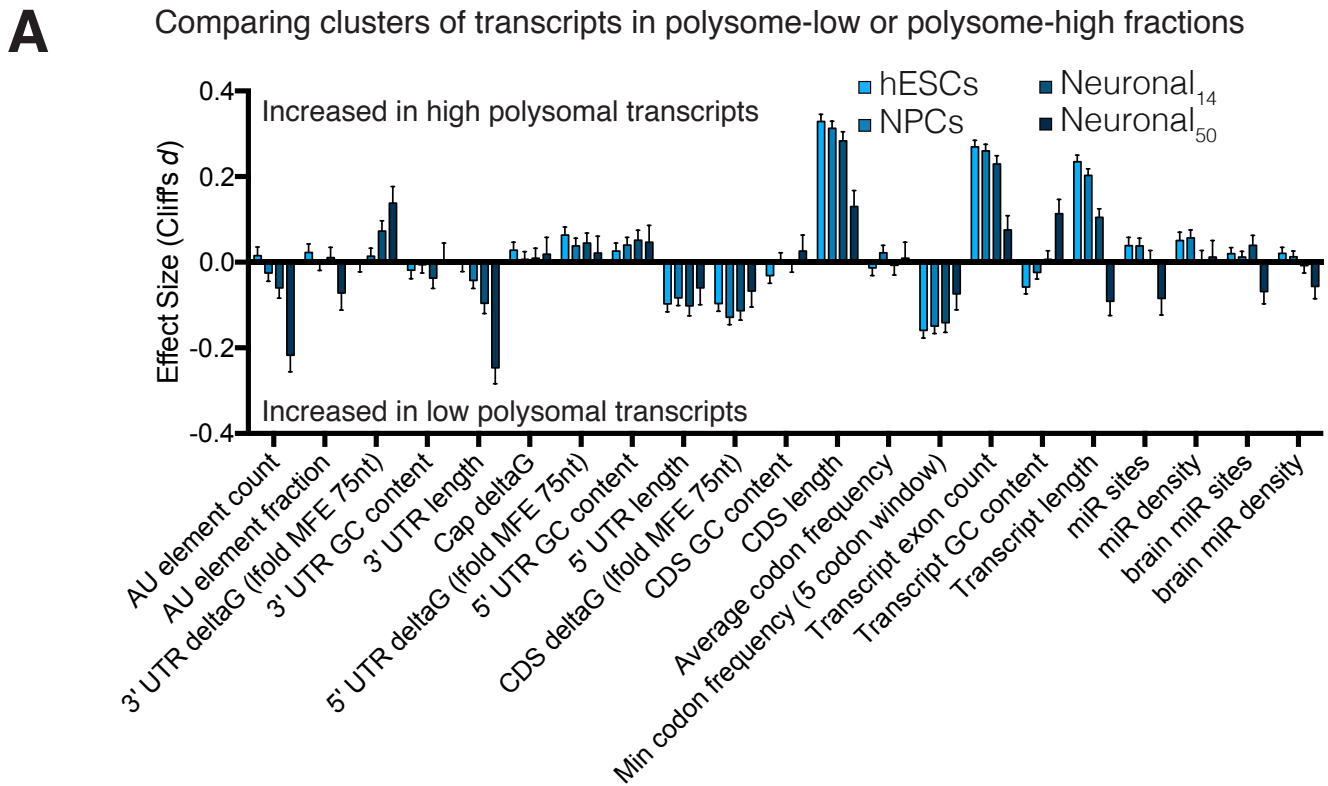 A
Comparing clusters of transcripts in polysome-low or polysome-high fractions
Effect Size (Cliff's d)
0.4
0.2
0.0
-0.2
-0.4
Increased in high polysomal transcripts
hESCs
NPCs
Neuronal14
Neuronal50
Increased in low polysomal transcripts
AU element count
AU element fraction
3' UTR deltaG (lfold MFE 75nt)
3' UTR GC content
3' UTR length
Cap deltaG
5' UTR deltaG (lfold MFE 75nt)
5' UTR GC content
5' UTR length
CDS deltaG (lfold MFE 75nt)
CDS GC content
CDS length
Average codon frequency
Min codon frequency (5 codon window)
Transcript exon count
Transcript GC content
Transcript length
miR sites
miR density
brain miR sites
brain miR density